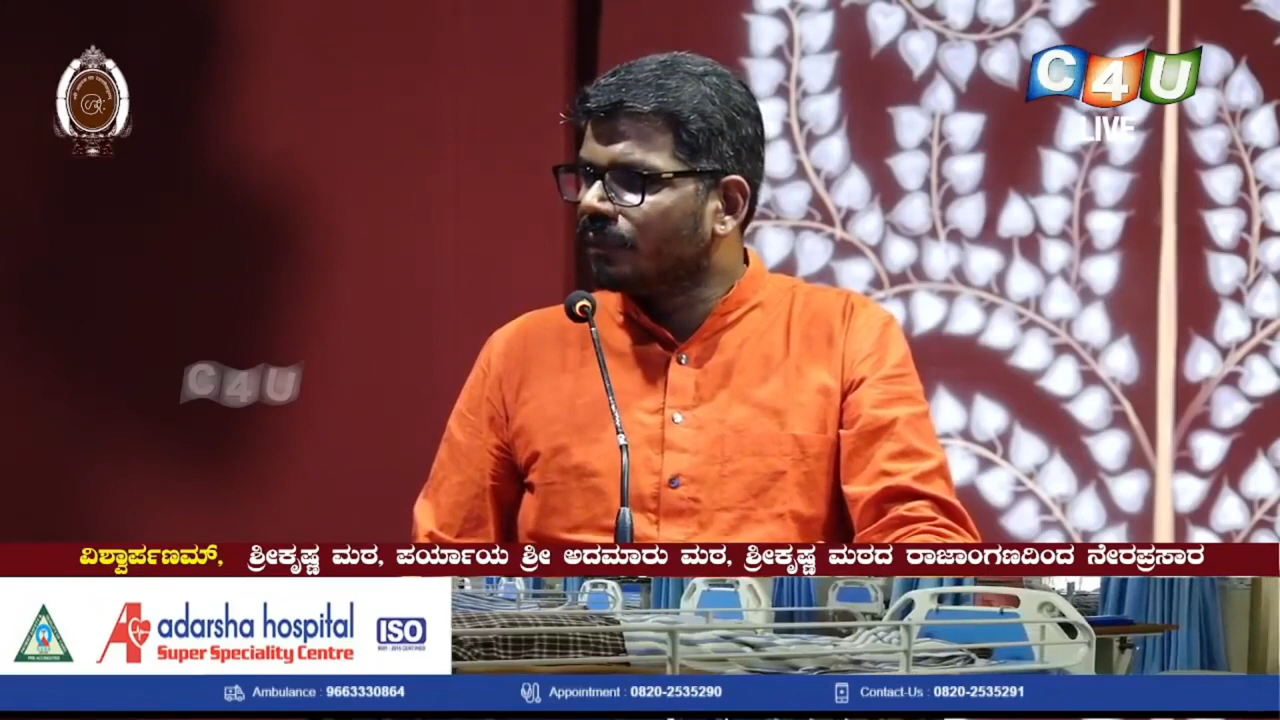 C4U
LIVE
C4U
ವಿಶ್ವಾರ್ಪಣಮ್, ಶ್ರೀಕೃಷ್ಣ ಮಠ, ಪರ್ಯಾಯ ಶ್ರೀ ಅದಮಾರು ಮಠ, ಶ್ರೀಕೃಷ್ಣ ಮಠದ ರಾಜಾಂಗಣದಿಂದ ನೇರಪ್ರಸಾರ
adarsha hospital
Super Speciality Centre
ISO
Ambulance : 9663330864
Appointment : 0820-2535290
Contact-Us : 0820-2535291